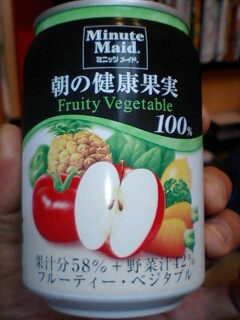 Minute
Maid®
ミニッツ メイド®
朝の健康果実
Fruity Vegetable
100%
果汁分58%+野菜汁42%
フルーティー・ベジタブル